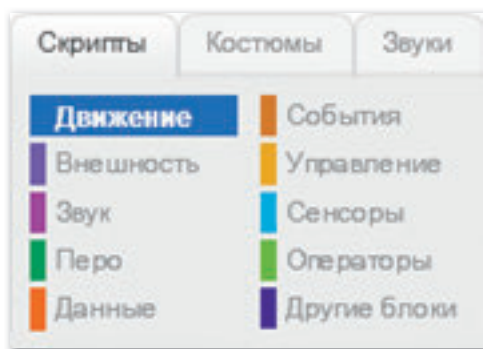 Скрипты Костюмы Звуки
Движение События
Внешность Управление
Звук Сенсоры
Перо Операторы
Данные Другие блоки